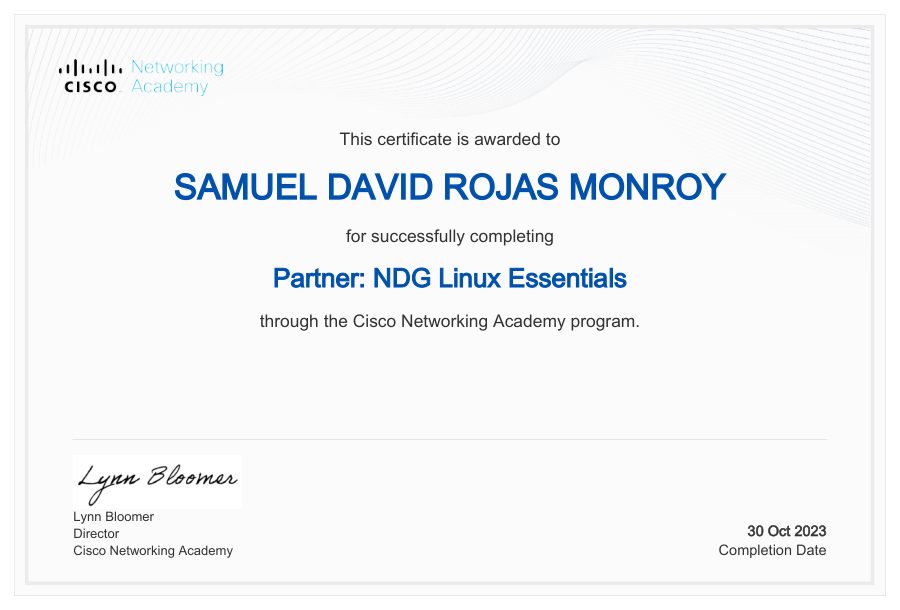 CISCO Networking Academy
This certificate is awarded to
SAMUEL DAVID ROJAS MONROY
for successfully completing
Partner: NDG Linux Essentials
through the Cisco Networking Academy program.
Lynn Bloomer
Lynn Bloomer
Director
Cisco Networking Academy
30 Oct 2023
Completion Date